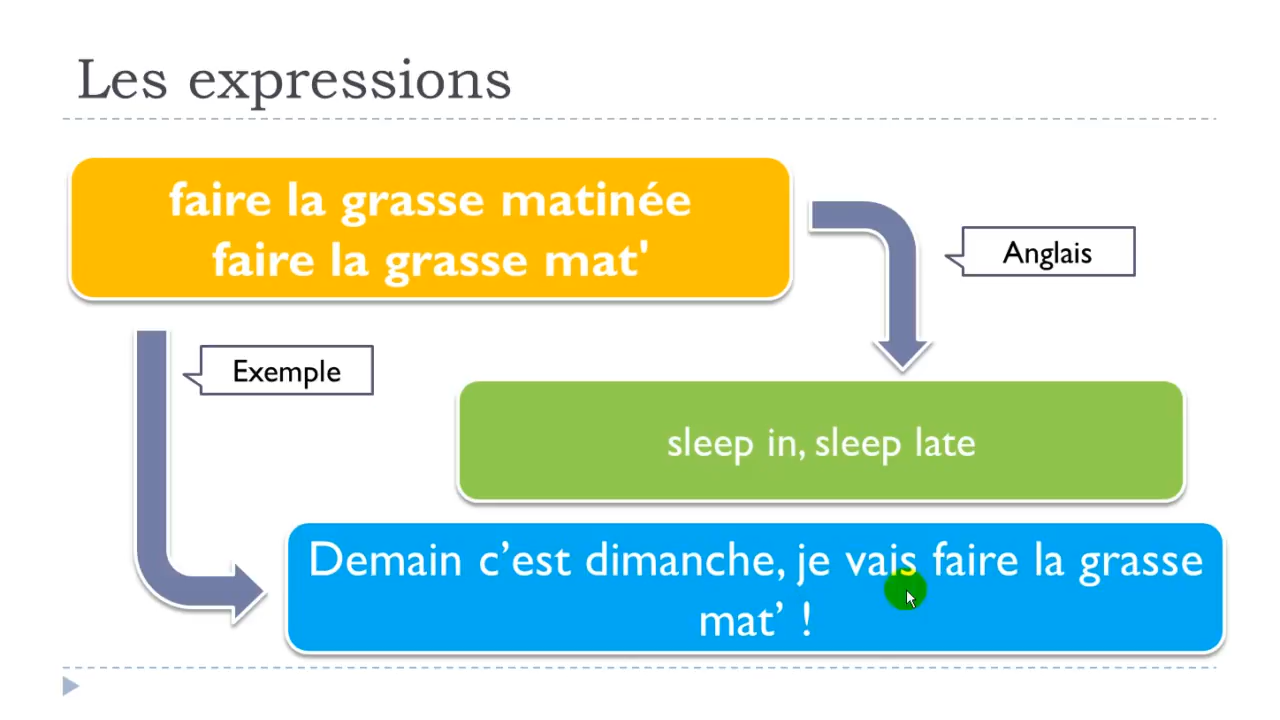 Les expressions
faire la grasse matinée
faire la grasse mat'
Anglais
Exemple
sleep in, sleep late
Demain c’est dimanche, je vais faire la grasse
mat’ !